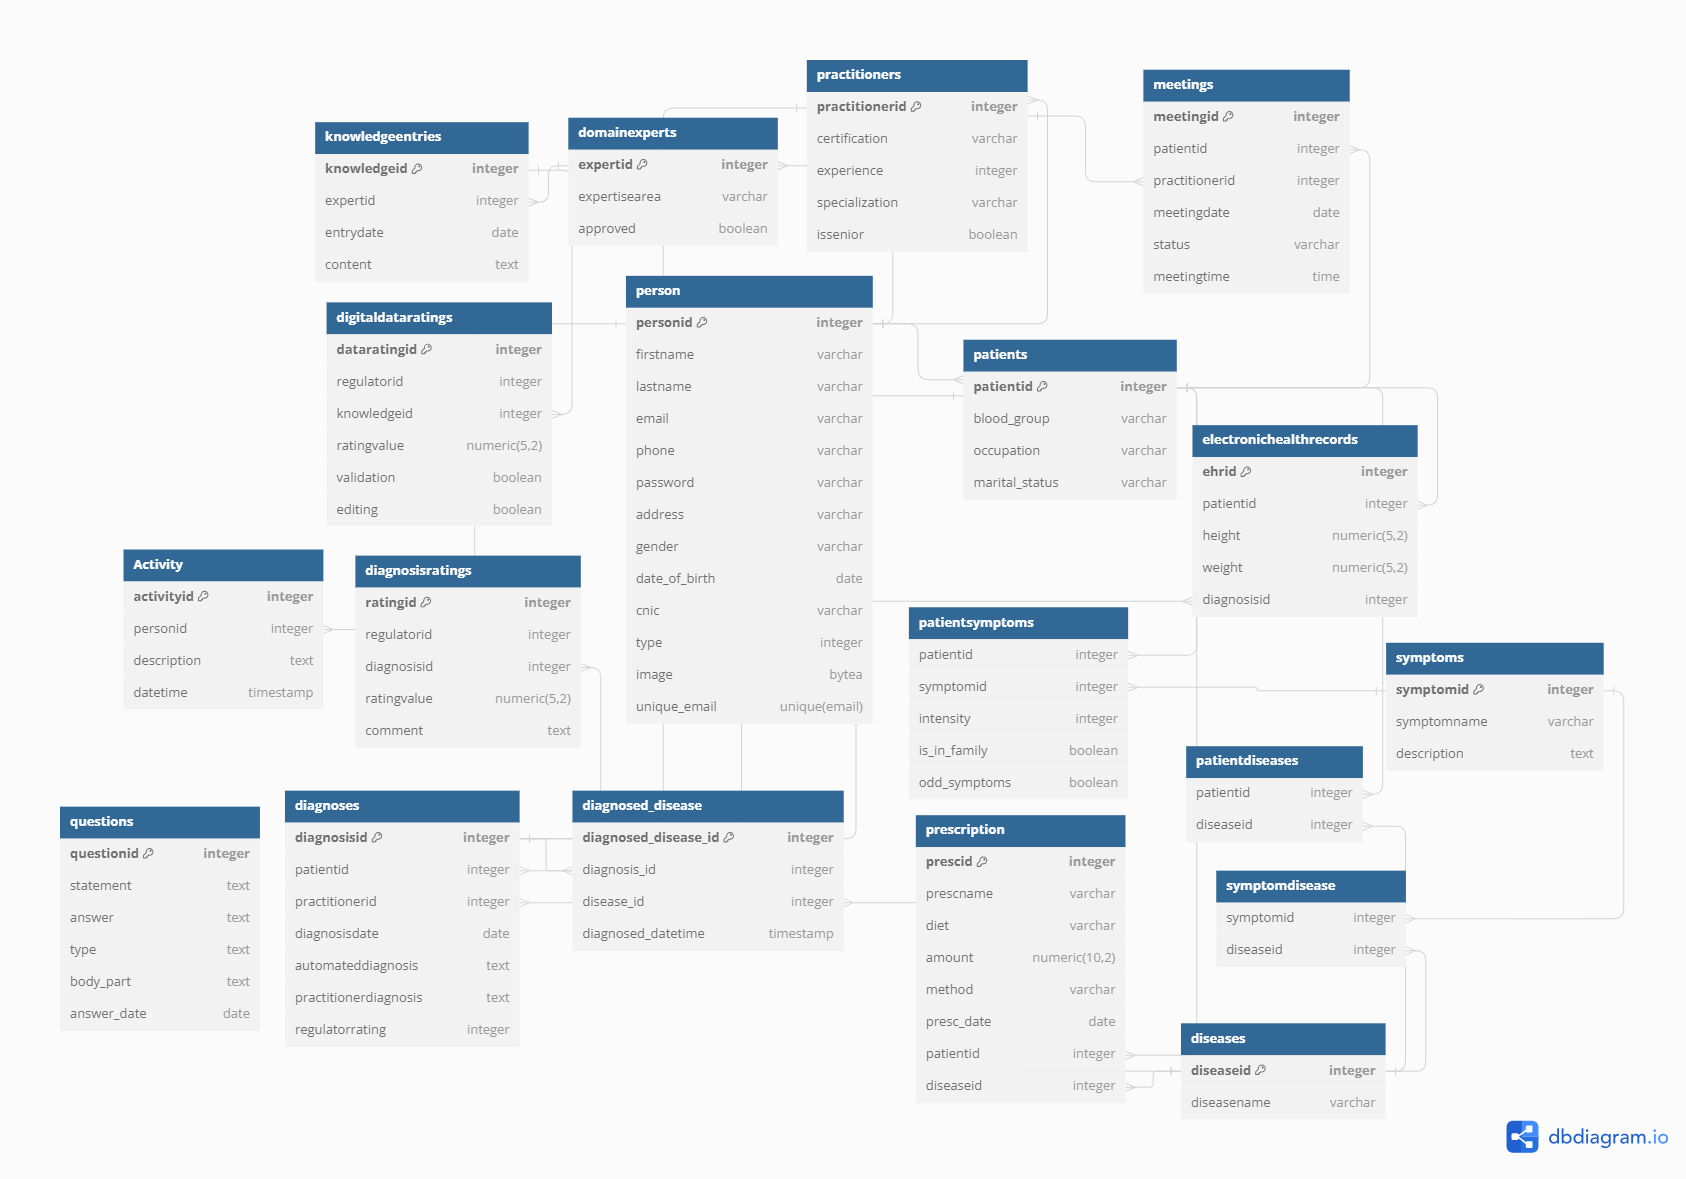 practitioners
practitionerid integer
certification varchar
experience integer
specialization varchar
issenior boolean
meetings
meetingid integer
patientid integer
practitionerid integer
meetingdate date
status varchar
meetingtime time
knowledgeentries
knowledgeid integer
expertid integer
entrydate date
content text
domainexperts
expertid integer
expertisearea varchar
approved boolean
person
personid integer
firstname varchar
lastname varchar
email varchar
phone varchar
password varchar
address varchar
gender varchar
date_of_birth date
cnic varchar
type integer
image bytea
unique_email unique(email)
digitaldataratings
dataratingid integer
regulatorid integer
knowledgeid integer
ratingvalue numeric(5,2)
validation boolean
editing boolean
patients
patientid integer
blood_group varchar
occupation varchar
marital_status varchar
electronichealthrecords
ehrid integer
patientid integer
height numeric(5,2)
weight numeric(5,2)
diagnosisid integer
Activity
activityid integer
personid integer
description text
datetime timestamp
diagnosisratings
ratingid integer
regulatorid integer
diagnosisid integer
ratingvalue numeric(5,2)
comment text
patientsymptoms
patientid integer
symptomid integer
intensity integer
is_in_family boolean
odd_symptoms boolean
symptoms
symptomid integer
symptomname varchar
description text
patientdiseases
patientid integer
diseaseid integer
questions
questionid integer
statement text
answer text
type text
body_part text
answer_date date
diagnoses
diagnosisid integer
patientid integer
practitionerid integer
diagnosisdate date
automateddiagnosis text
practitionerdiagnosis text
regulatorrating integer
diagnosed_disease
diagnosed_disease_id integer
diagnosis_id integer
disease_id integer
diagnosed_datetime timestamp
prescription
prescid integer
prescname varchar
diet varchar
amount numeric(10,2)
method varchar
presc_date date
patientid integer
diseaseid integer
symptomdisease
symptomid integer
diseaseid integer
diseases
diseaseid integer
diseasename varchar
dbdiagram.io